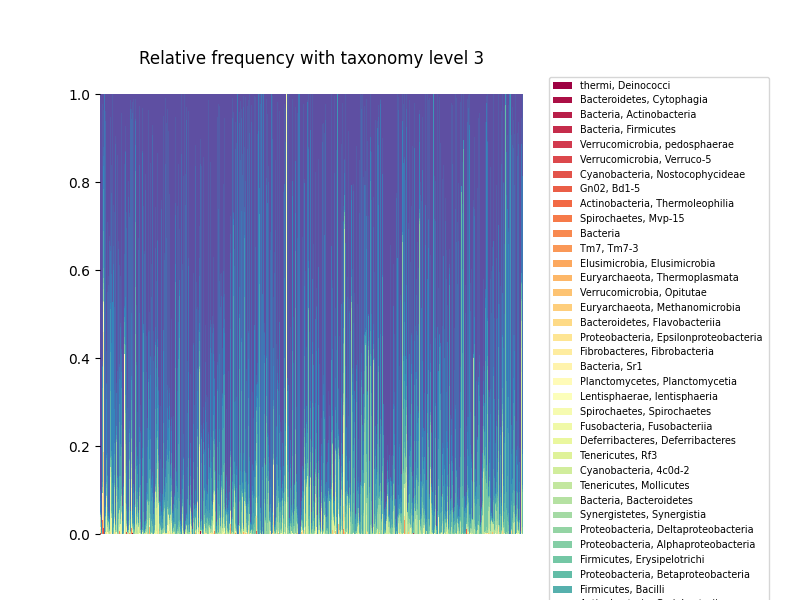 Relative frequency with taxonomy level 3
1.0
0.8
0.6
0.4
0.2
0.0
thermi, Deinococci
Bacteroidetes, Cytophagia
Bacteria, Actinobacteria
Bacteria, Firmicutes
Verrucomicrobia, pedosphaerae
Verrucomicrobia, Verruco-5
Cyanobacteria, Nostocophycideae
Gn02, Bd1-5
Actinobacteria, Thermoleophilia
Spirochaetes, Mvp-15
Bacteria
Tm7, Tm7-3
Elusimicrobia, Elusimicrobia
Euryarchaeota, Thermoplasmata
Verrucomicrobia, Opitutae
Euryarchaeota, Methanomicrobia
Bacteroidetes, Flavobacteriia
Proteobacteria, Epsilonproteobacteria
Fibrobacteres, Fibrobacteria
Bacteria, Sr1
Planctomycetes, Planctomycetia
Lentisphaerae, lentisphaeria
Spirochaetes, Spirochaetes
Fusobacteria, Fusobacteriia
Deferribacteres, Deferribacteres
Tenericutes, Rf3
Cyanobacteria, 4c0d-2
Tenericutes, Mollicutes
Bacteria, Bacteroidetes
Synergistetes, Synergistia
Proteobacteria, Deltaproteobacteria
Proteobacteria, Alphaproteobacteria
Firmicutes, Erysipelotrichi
Proteobacteria, Betaproteobacteria
Firmicutes, Bacilli